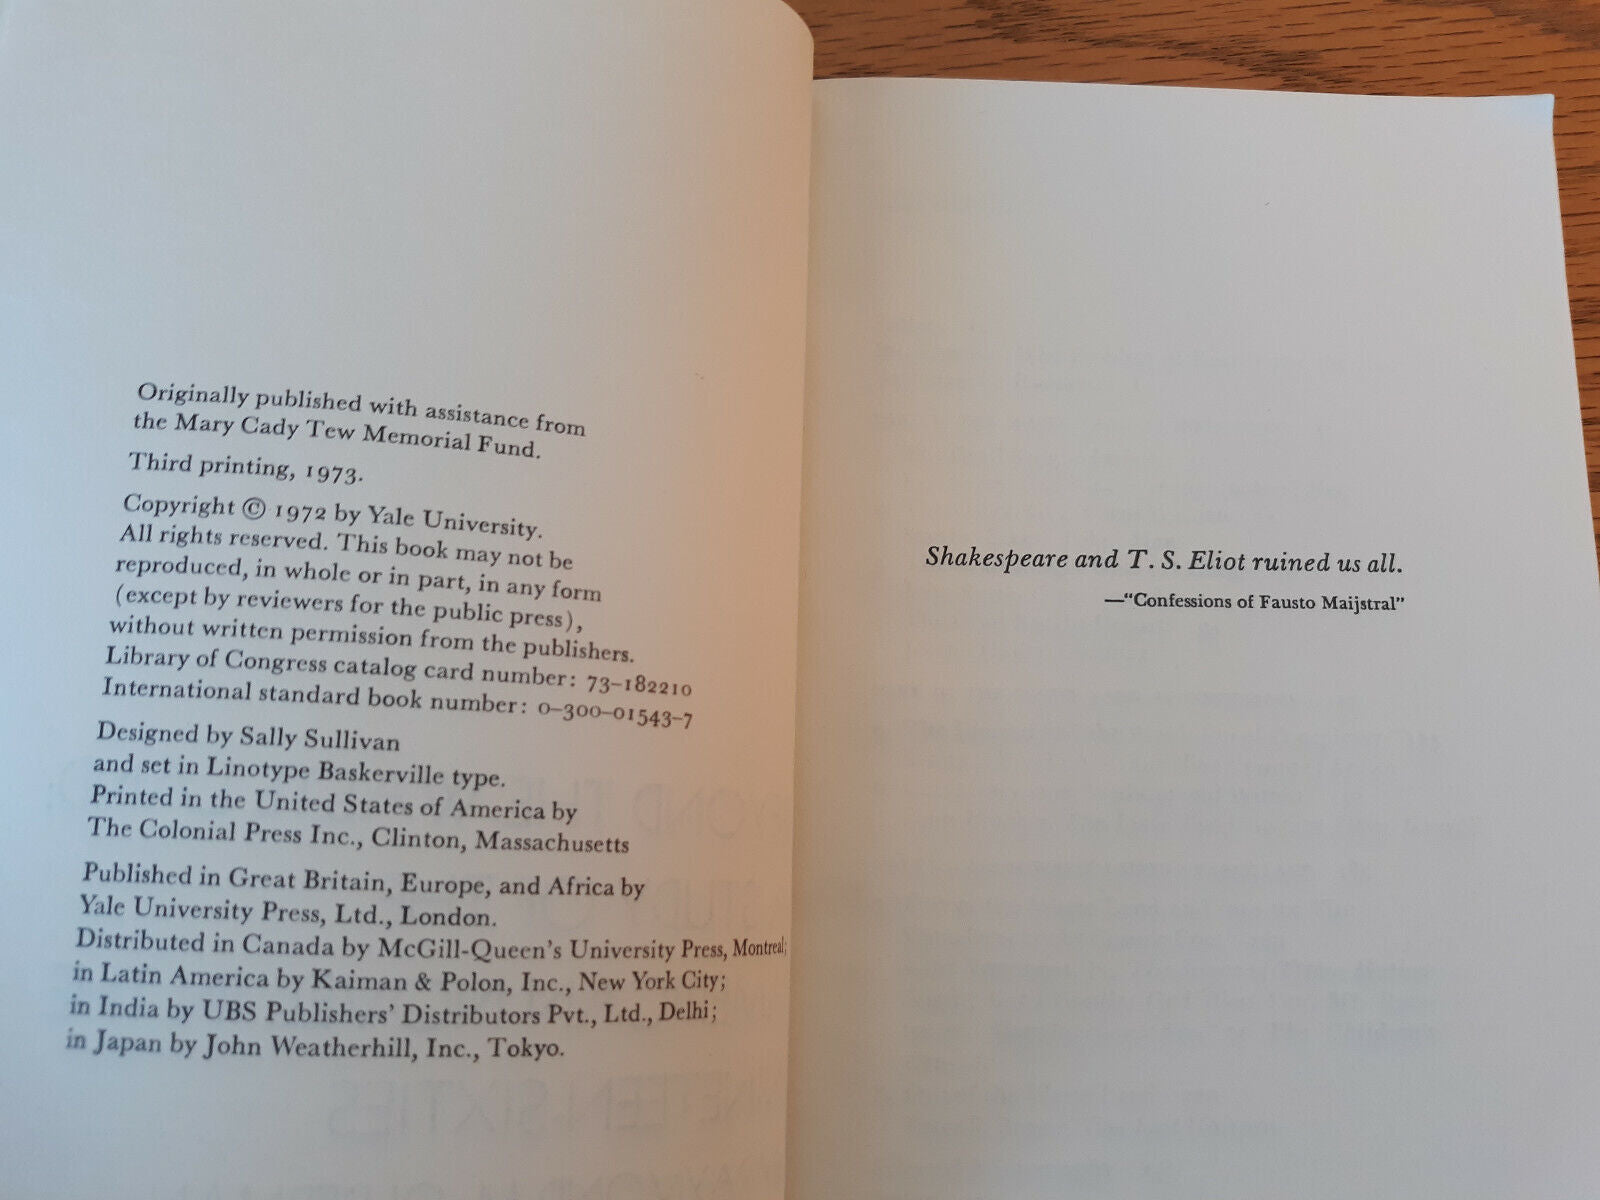 Originally published with assistance from
the Mary Cady Tew Memorial Fund.
Third printing, 1973.
Copyright © 1972 by Yale University.
All rights reserved. This book may not be
reproduced, in whole or in part, in any form
(except by reviewers for the public press),
without written permission from the publishers.
Library of Congress catalog card number: 73–182210
International standard book number: 0–300–01543–7
Designed by Sally Sullivan
and set in Linotype Baskerville type.
Printed in the United States of America by
The Colonial Press Inc., Clinton, Massachusetts
Published in Great Britain, Europe, and Africa by
Yale University Press, Ltd., London.
Distributed in Canada by McGill-Queen's University Press, Montreal;
in Latin America by Kaiman & Polon, Inc., New York City;
in India by UBS Publishers' Distributors Pvt., Ltd., Delhi;
in Japan by John Weatherhill, Inc., Tokyo.
Shakespeare and T. S. Eliot ruined us all.
—"Confessions of Fausto Maijstral"